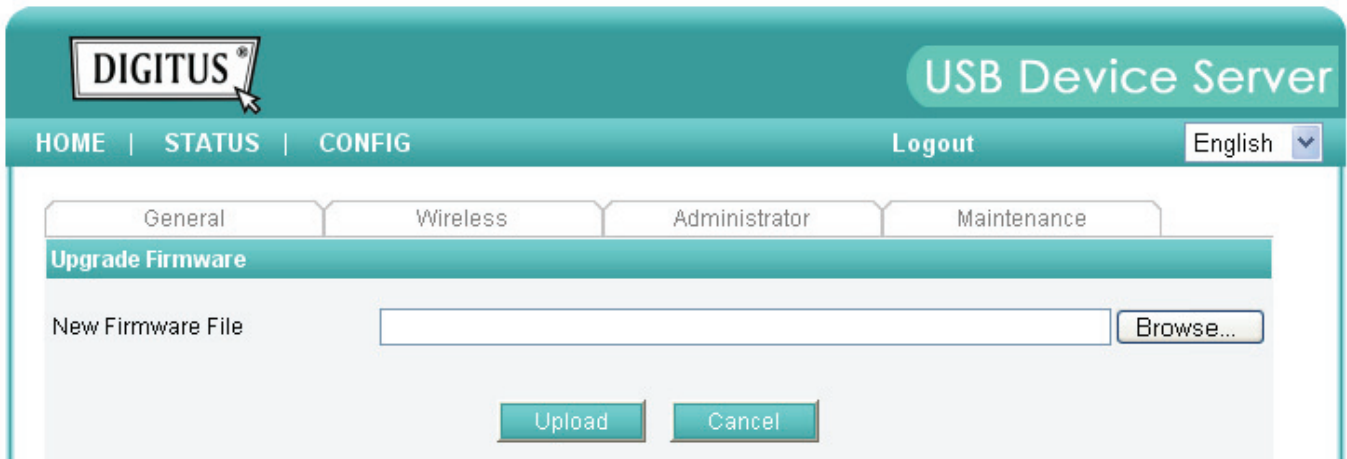 DIGITUS®
USB Device Server
HOME | STATUS | CONFIG Logout English
General Wireless Administrator Maintenance
Upgrade Firmware
New Firmware File Browse...
Upload Cancel